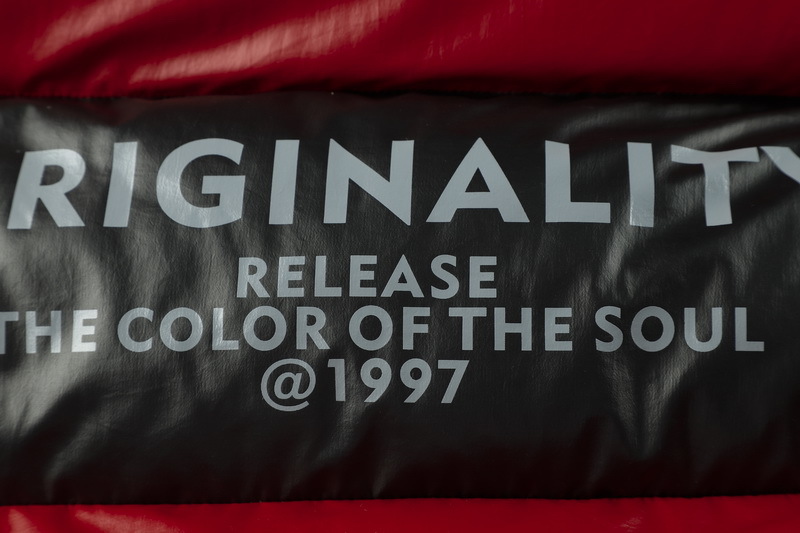 RIGINALITY
RELEASE
THE COLOR OF THE SOUL
@1997